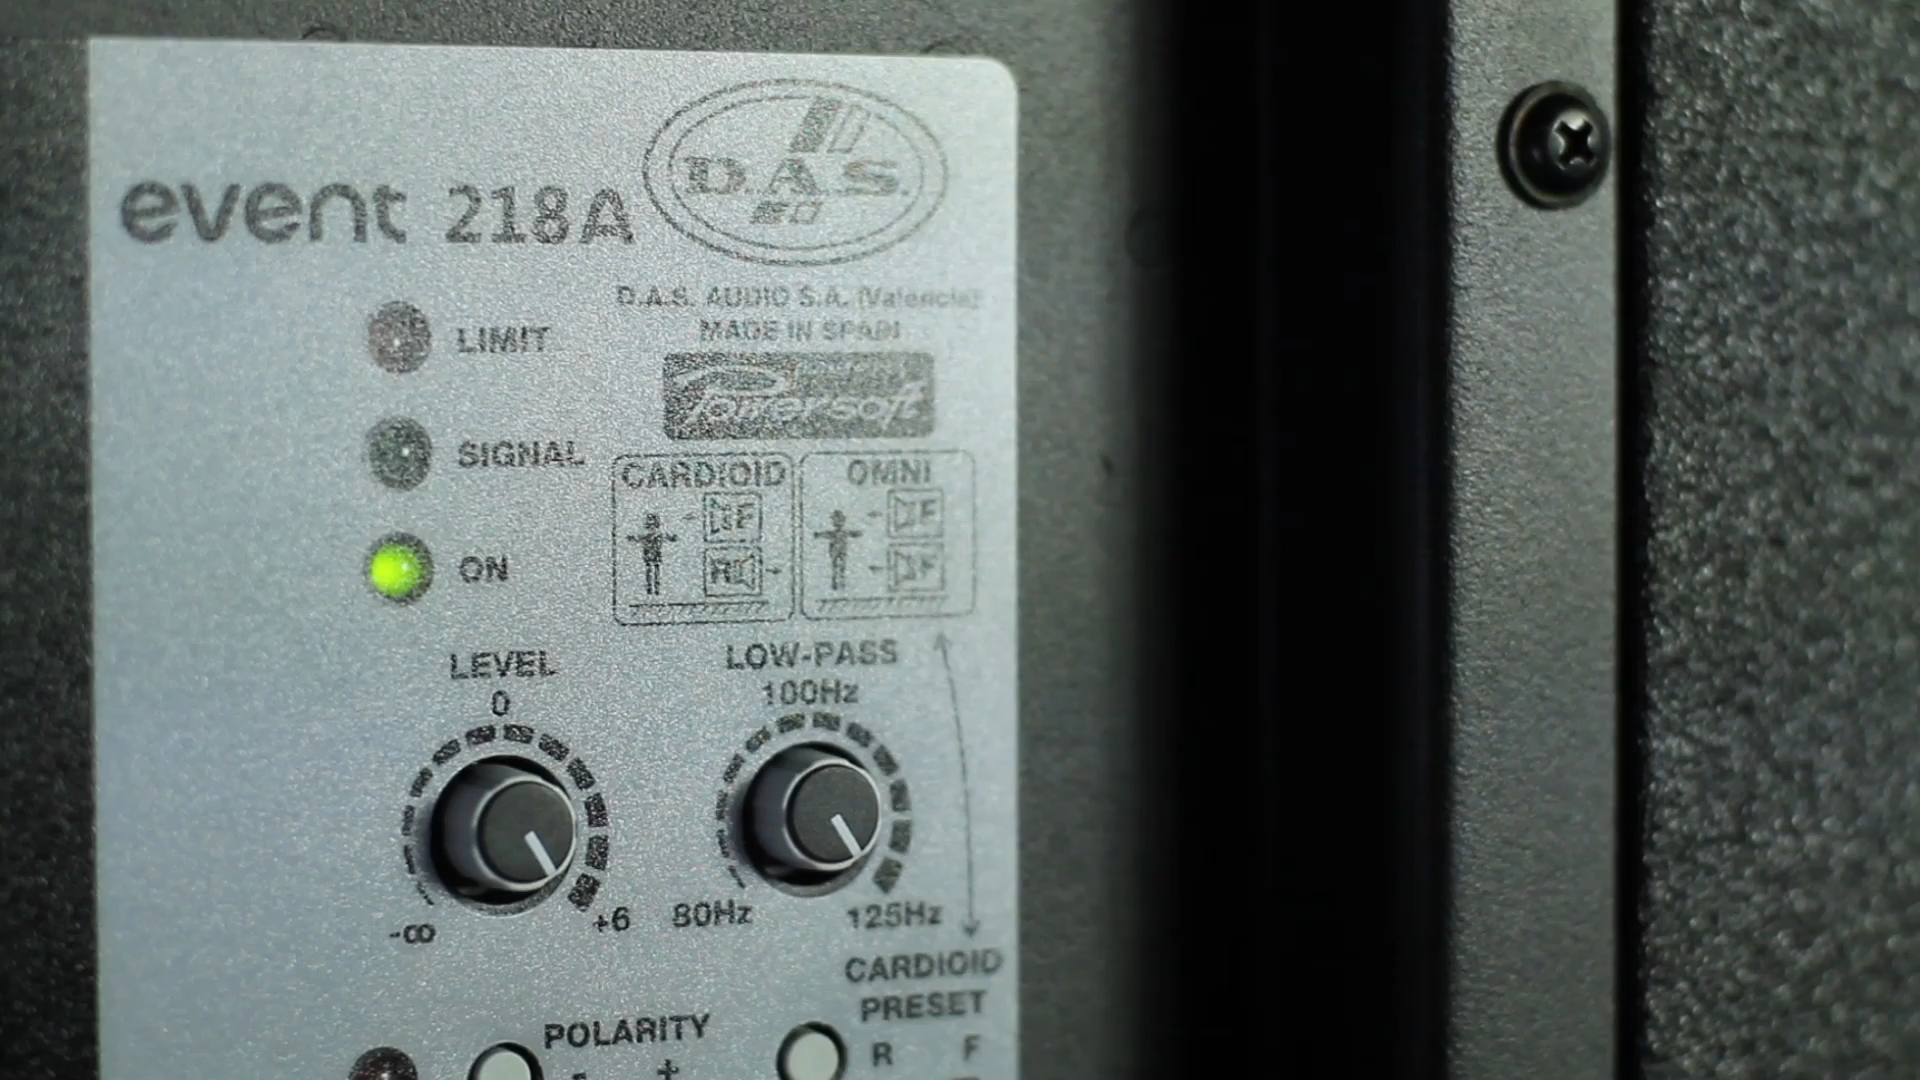 event 218A
D.A.S.
D.A.S. AUDIO S.A. (Valencia)
MADE IN SPAIN
Powersoft
LIMIT
SIGNAL
ON
CARDIOID
F
R
OMNI
F
F
LEVEL
0
-∞ +6
LOW-PASS
100Hz
80Hz 125Hz
CARDIOID
PRESET
R F
POLARITY
- +